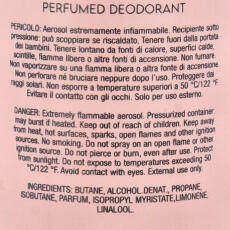 PERFUMED DEODORANT
PERICOLO: Aerosol estremamente infiammabile. Recipiente sotto
pressione: può scoppiare se riscaldato. Tenere fuori dalla portata
dei bambini. Tenere lontano da fonti di calore, superfici calde,
scintille, fiamme libere o altre fonti di accensione. Non fumare.
Non vaporizzare su una fiamma libera o altra fonte di accensione.
Non perforare né bruciare neppure dopo l'uso. Proteggere dai
raggi solari. Non esporre a temperatura superiore a 50 °C/122 °F
Evitare il contatto con gli occhi. Solo per uso esterno.
DANGER: Extremely flammable aerosol. Pressurized container:
may burst if heated. Keep out of reach of children. Keep away
from heat, hot surfaces, sparks, open flames and other ignition
sources. No smoking. Do not spray on an open flame or other
ignition source. Do not pierce or burn, even after use. Protect
from sunlight. Do not expose to temperatures exceeding 50
°C/122 °F. Avoid contact with eyes. External use only.
INGREDIENTS: BUTANE, ALCOHOL DENAT., PROPANE,
ISOBUTANE, PARFUM, ISOPROPYL MYRISTATE, LIMONENE,
LINALOOL.